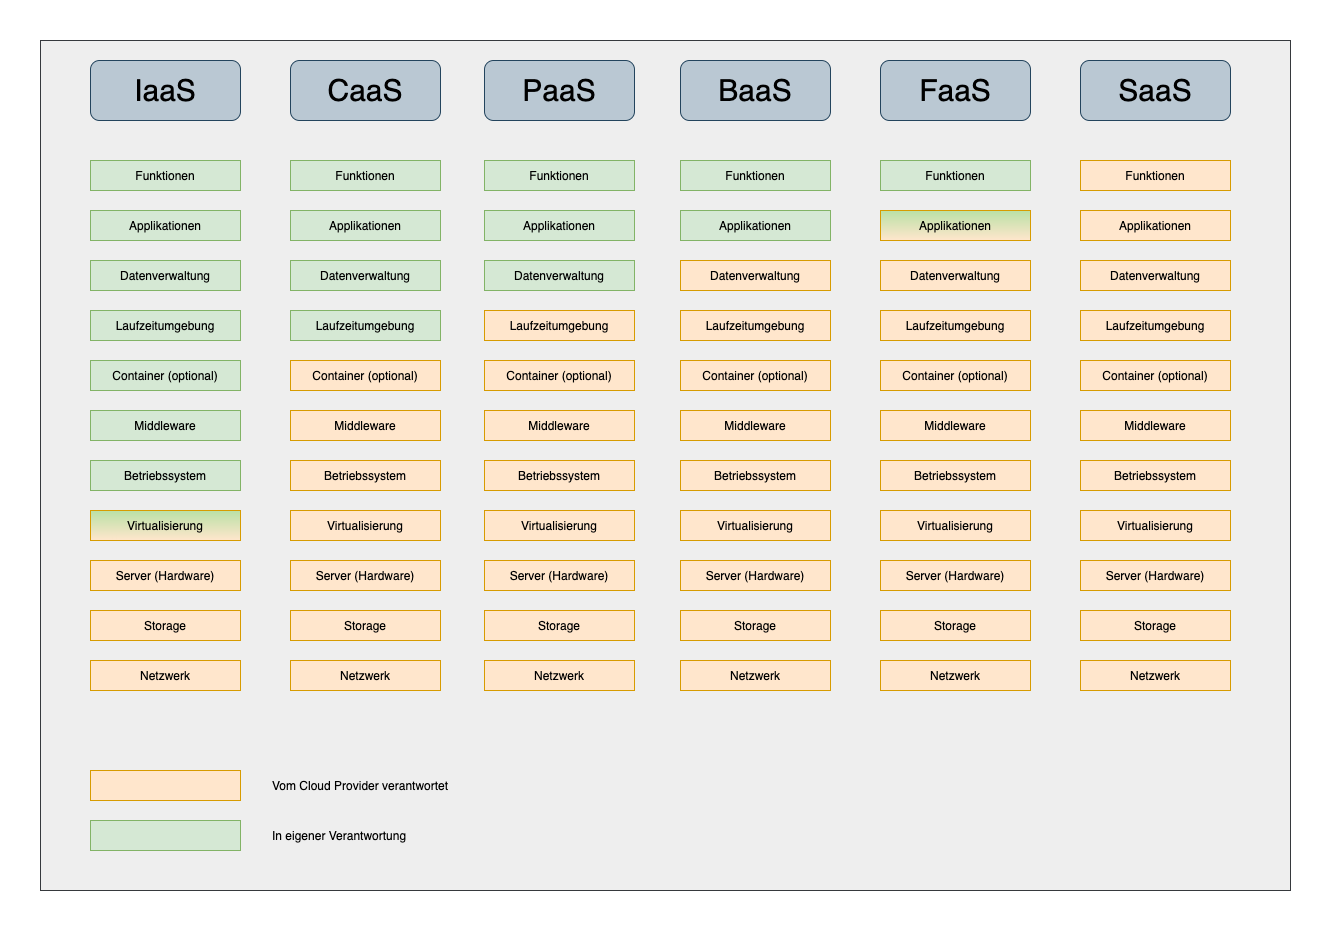 IaaS CaaS PaaS BaaS FaaS SaaS
Funktionen Funktionen Funktionen Funktionen Funktionen Funktionen
Applikationen Applikationen Applikationen Applikationen Applikationen Applikationen
Datenverwaltung Datenverwaltung Datenverwaltung Datenverwaltung Datenverwaltung Datenverwaltung
Laufzeitumgebung Laufzeitumgebung Laufzeitumgebung Laufzeitumgebung Laufzeitumgebung Laufzeitumgebung
Container (optional) Container (optional) Container (optional) Container (optional) Container (optional) Container (optional)
Middleware Middleware Middleware Middleware Middleware Middleware
Betriebssystem Betriebssystem Betriebssystem Betriebssystem Betriebssystem Betriebssystem
Virtualisierung Virtualisierung Virtualisierung Virtualisierung Virtualisierung Virtualisierung
Server (Hardware) Server (Hardware) Server (Hardware) Server (Hardware) Server (Hardware) Server (Hardware)
Storage Storage Storage Storage Storage Storage
Netzwerk Netzwerk Netzwerk Netzwerk Netzwerk Netzwerk
Vom Cloud Provider verantwortet
In eigener Verantwortung